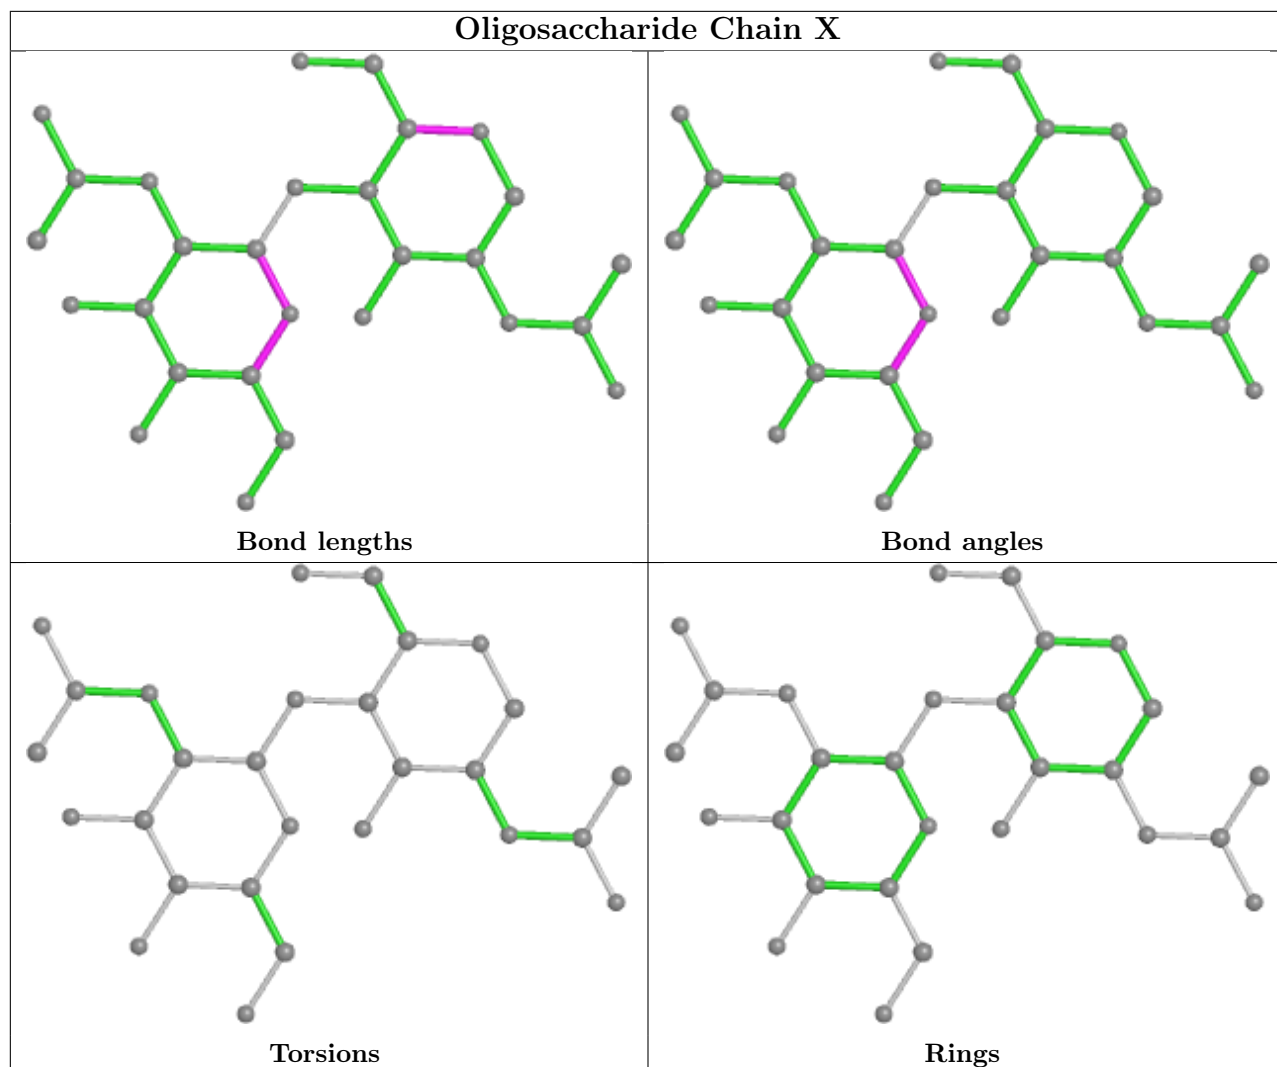 Oligosaccharide Chain X
Bond lengths
Bond angles
Torsions
Rings